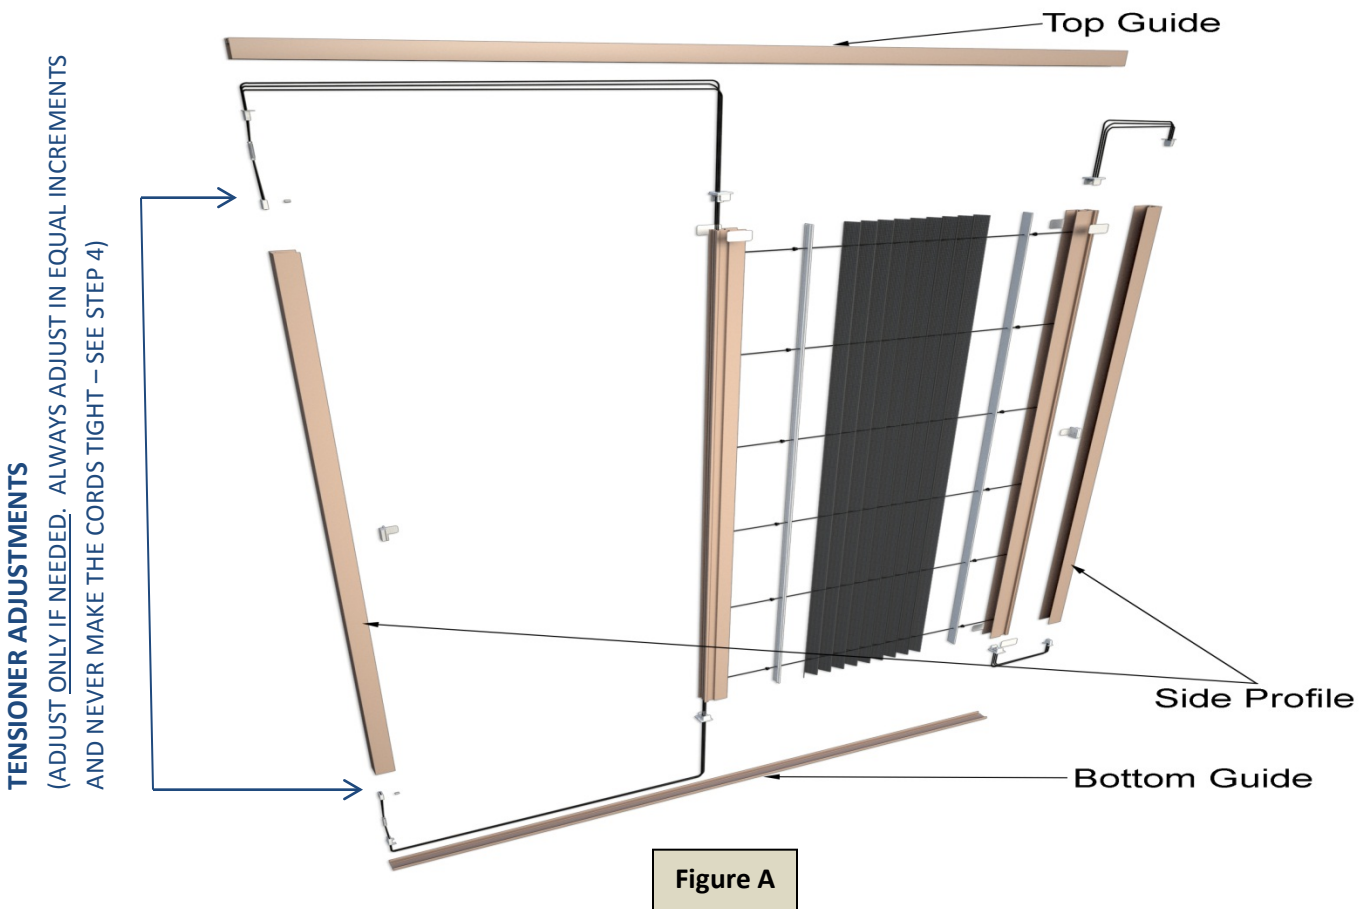 Top Guide
TENSIONER ADJUSTMENTS
(ADJUST ONLY IF NEEDED.  ALWAYS ADJUST IN EQUAL INCREMENTS
AND NEVER MAKE THE CORDS TIGHT – SEE STEP 4)
Side Profile
Bottom Guide
Figure A